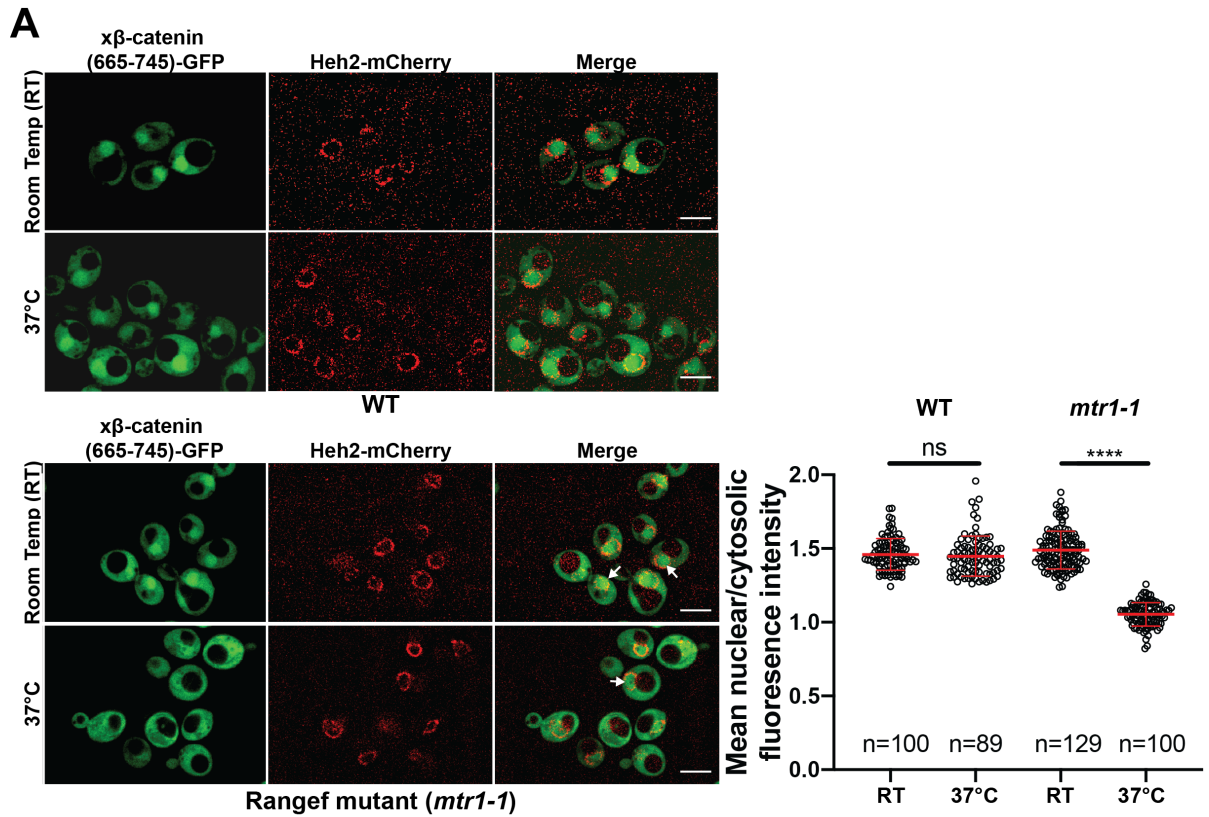 A
xβ-catenin
(665-745)-GFP
Heh2-mCherry
Merge
Room Temp (RT)
37°C
WT
xβ-catenin
(665-745)-GFP
Heh2-mCherry
Merge
Room Temp (RT)
37°C
Rangef mutant (mtr1-1)
WT
mtr1-1
ns
****
Mean nuclear/cytosolic
fluoresence intensity
2.0
1.5
1.0
0.5
0.0
n=100
n=89
n=129
n=100
RT
37°C
RT
37°C